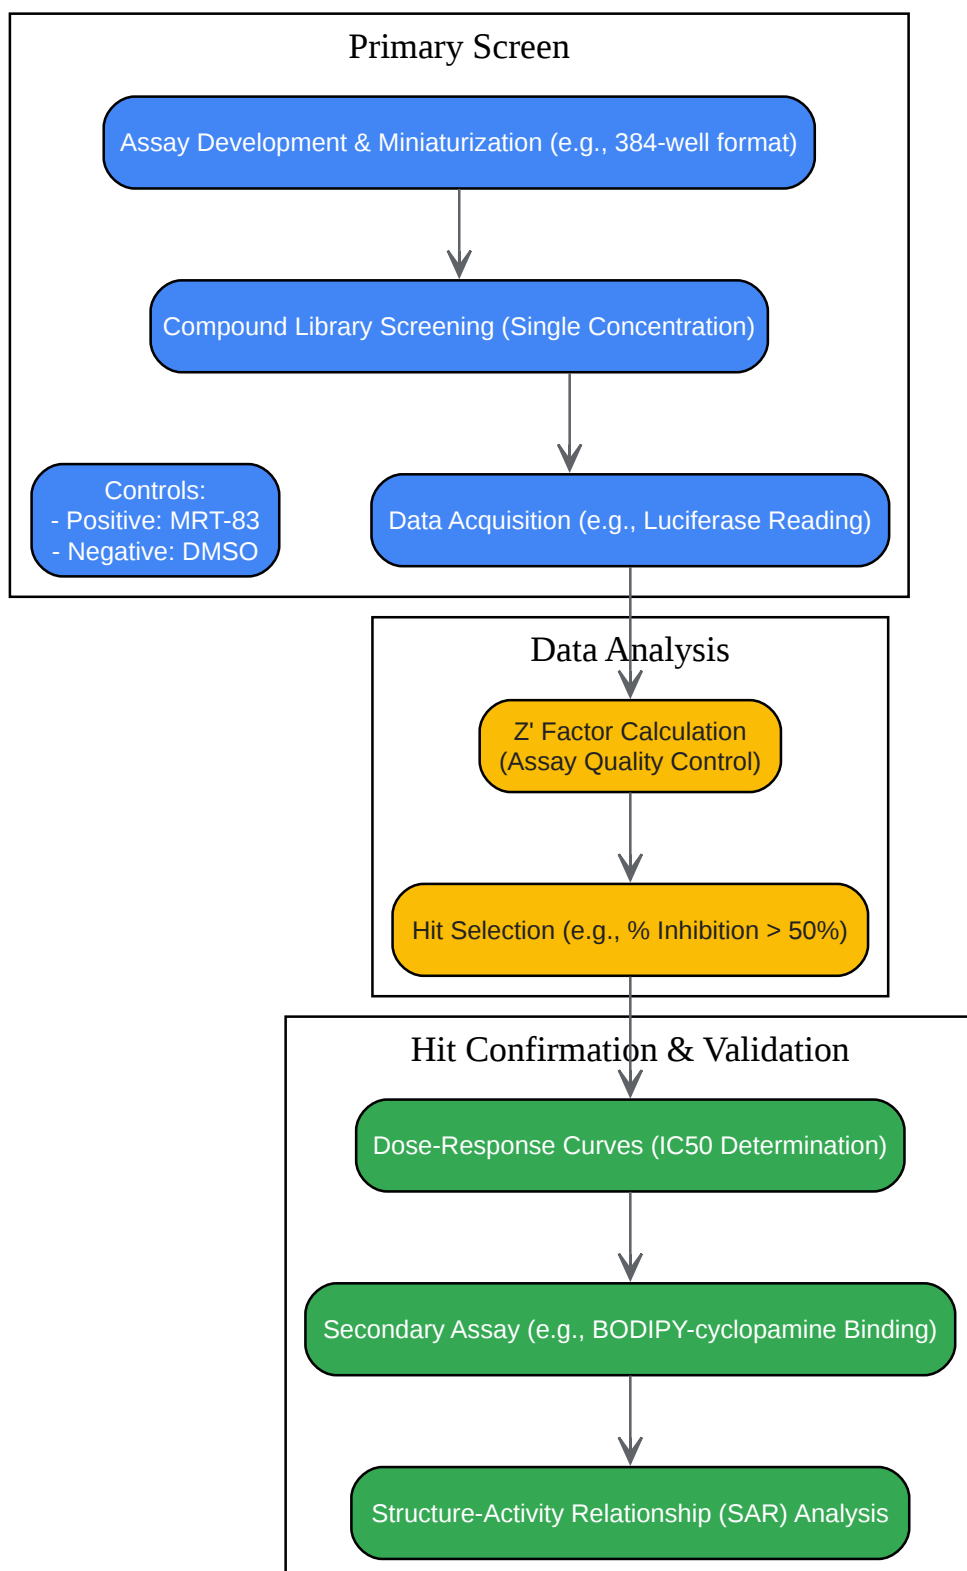 Primary Screen
Assay Development & Miniaturization (e.g., 384-well format)
Compound Library Screening (Single Concentration)
Controls:
- Positive: MRT-83
- Negative: DMSO
Data Acquisition (e.g., Luciferase Reading)
Data Analysis
Z' Factor Calculation
(Assay Quality Control)
Hit Selection (e.g., % Inhibition > 50%)
Hit Confirmation & Validation
Dose-Response Curves (IC50 Determination)
Secondary Assay (e.g., BODIPY-cyclopamine Binding)
Structure-Activity Relationship (SAR) Analysis